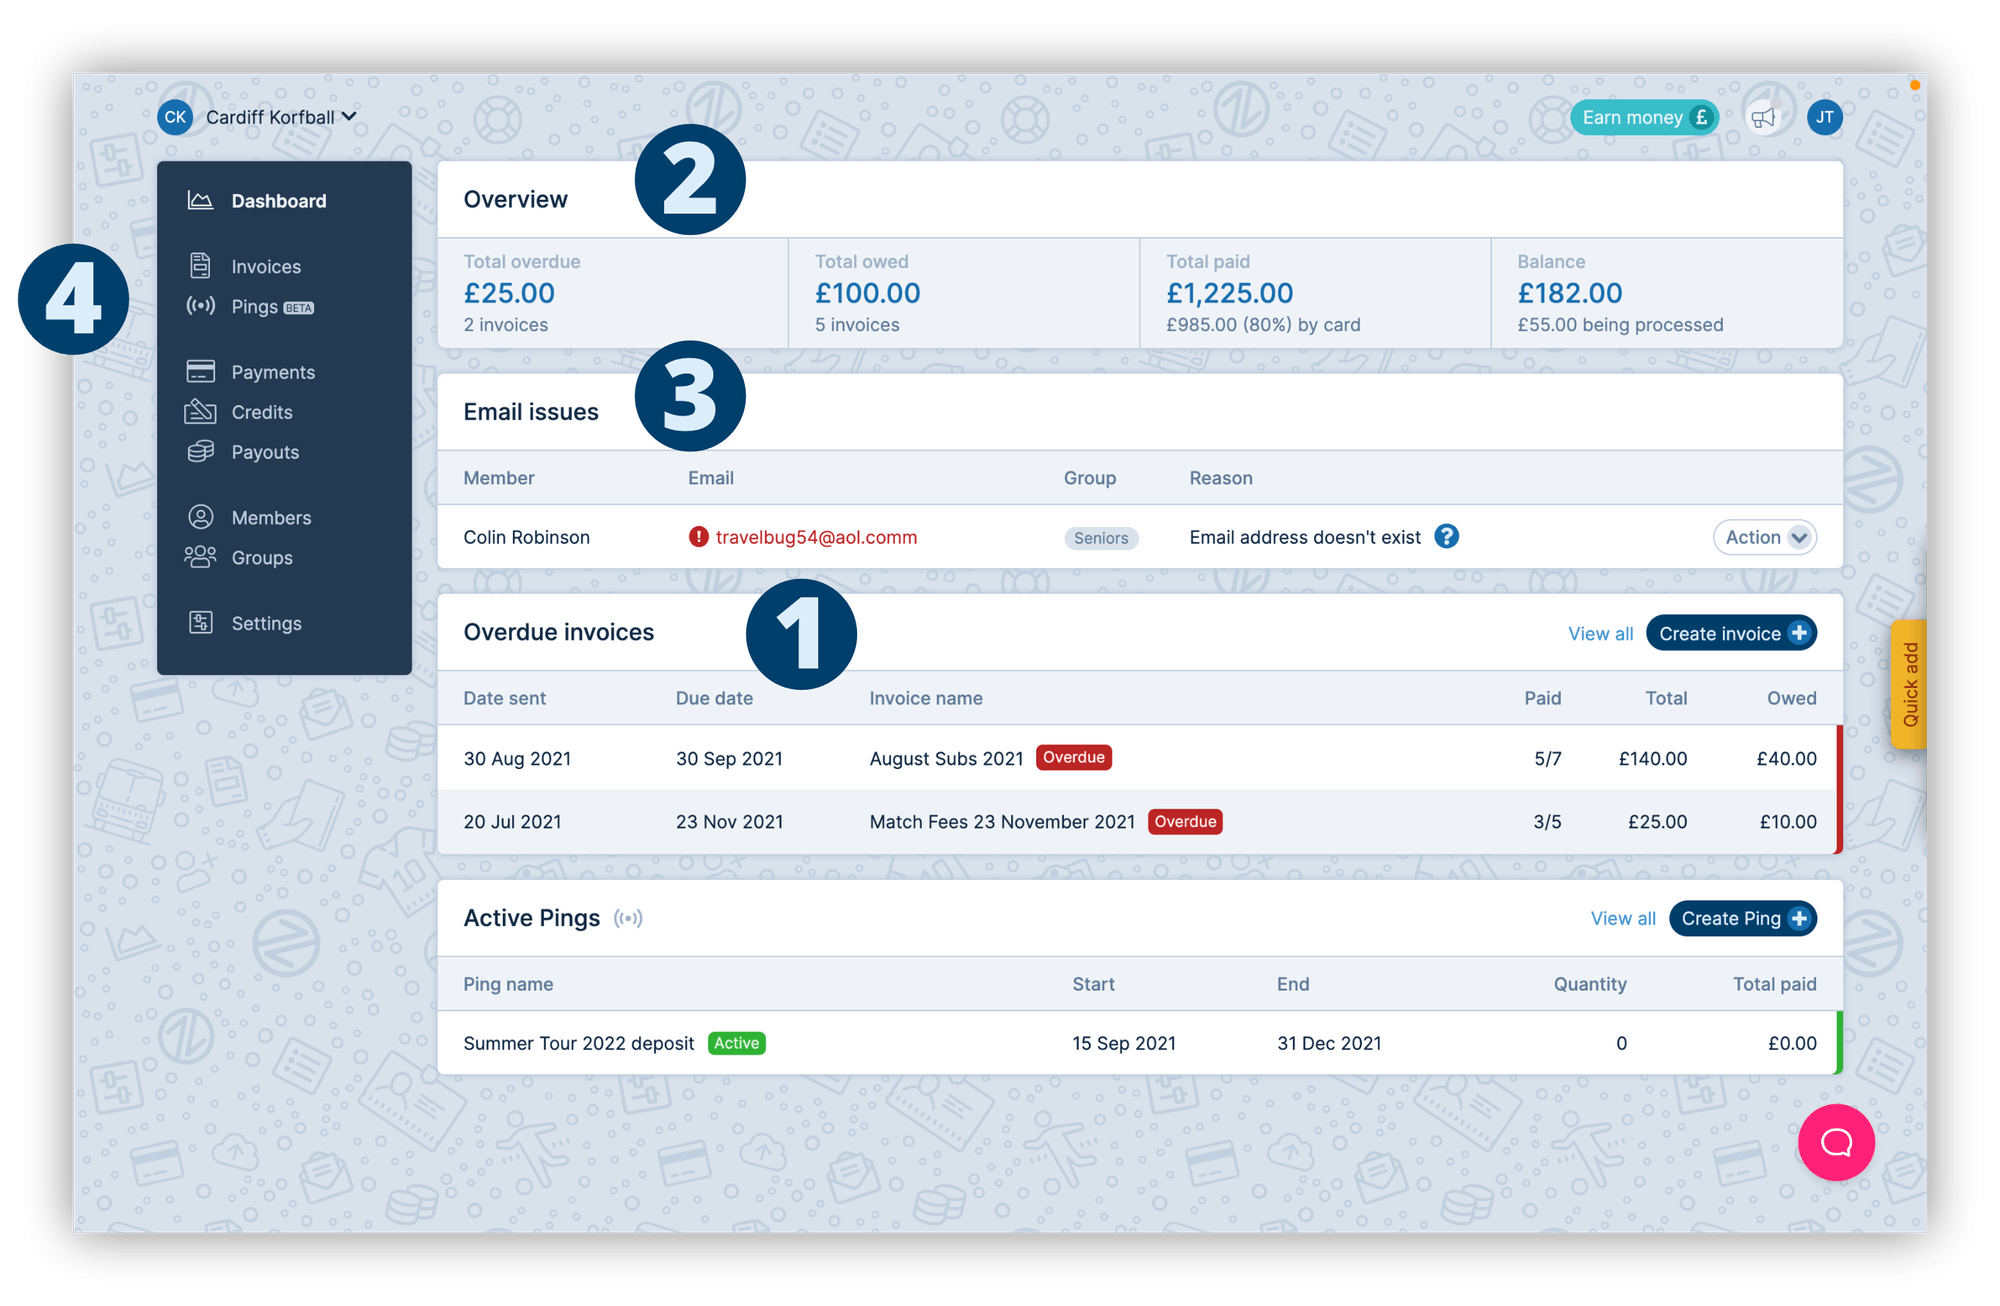 CK Cardiff Korfball
Earn money £
JT
Dashboard
Invoices
Pings BETA
Payments
Credits
Payouts
Members
Groups
Settings
4
Overview
2
Total overdue
£25.00
2 invoices
Total owed
£100.00
5 invoices
Total paid
£1,225.00
£985.00 (80%) by card
Balance
£182.00
£55.00 being processed
Email issues
3
Member Email Group Reason
Colin Robinson ! travelbug54@aol.comm Seniors Email address doesn't exist ? Action
Overdue invoices
1
View all Create invoice +
Date sent Due date Invoice name Paid Total Owed
30 Aug 2021 30 Sep 2021 August Subs 2021 Overdue 5/7 £140.00 £40.00
20 Jul 2021 23 Nov 2021 Match Fees 23 November 2021 Overdue 3/5 £25.00 £10.00
Quick add
Active Pings
View all Create Ping +
Ping name Start End Quantity Total paid
Summer Tour 2022 deposit Active 15 Sep 2021 31 Dec 2021 0 £0.00